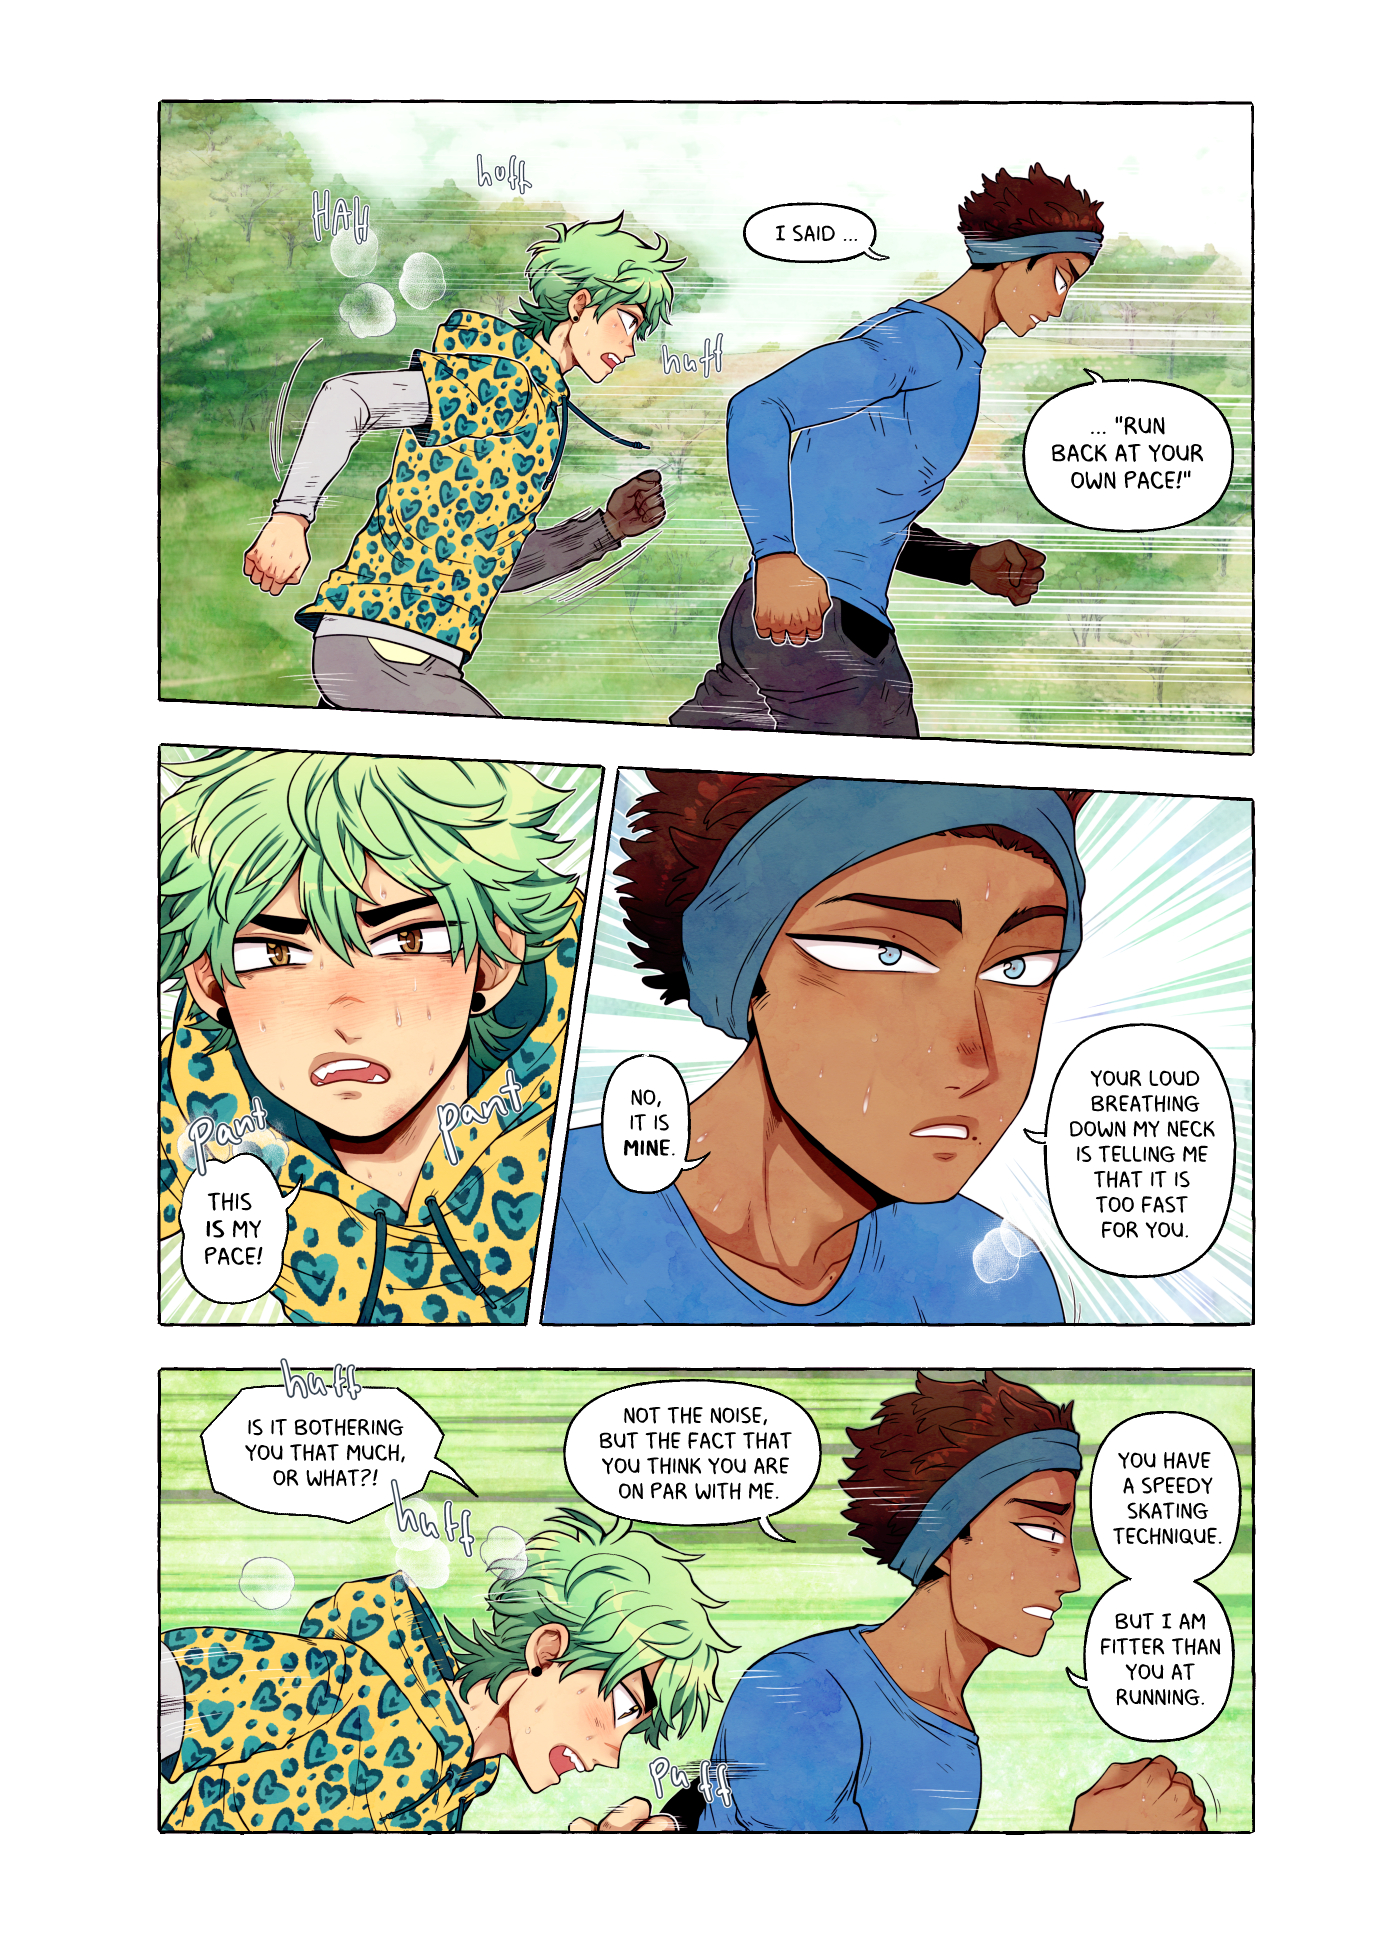 huff
HAH
I SAID ...
huff
... "RUN
BACK AT YOUR
OWN PACE!"
pant
pant
THIS
IS MY
PACE!
NO,
IT IS
MINE.
YOUR LOUD
BREATHING
DOWN MY NECK
IS TELLING ME
THAT IT IS
TOO FAST
FOR YOU.
huff
IS IT BOTHERING
YOU THAT MUCH,
OR WHAT?!
huff
NOT THE NOISE,
BUT THE FACT THAT
YOU THINK YOU ARE
ON PAR WITH ME.
YOU HAVE
A SPEEDY
SKATING
TECHNIQUE.
BUT I AM
FITTER THAN
YOU AT
RUNNING.
puff